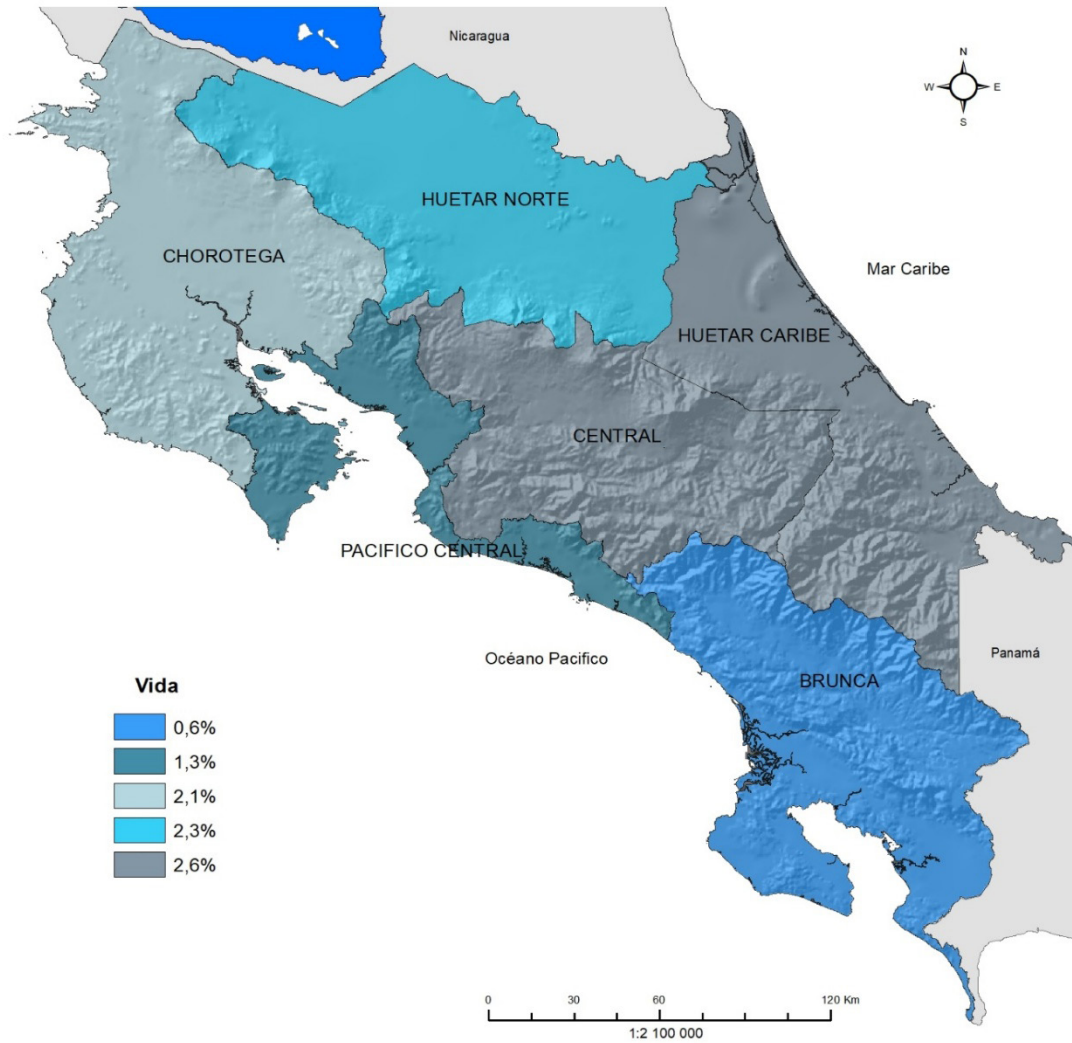 Nicaragua
N
W E
S
HUETAR NORTE
CHOROTEGA
Mar Caribe
HUETAR CARIBE
CENTRAL
PACIFICO CENTRAL
Océano Pacifico
Panamá
BRUNCA
Vida
0,6%
1,3%
2,1%
2,3%
2,6%
0 30 60 120 Km
1:2 100 000